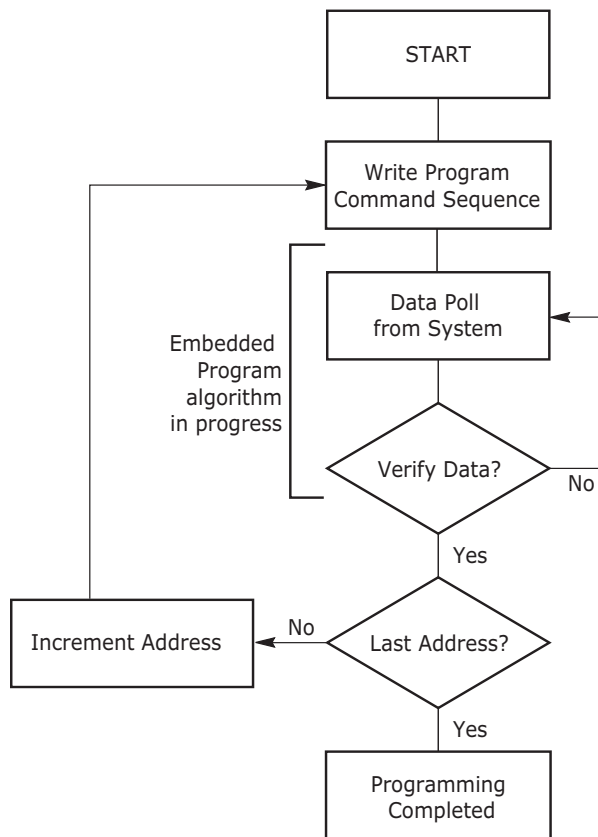 START
Write Program
Command Sequence
Data Poll
from System
Embedded
Program
algorithm
in progress
Verify Data?
No
Yes
No
Increment Address
Last Address?
Yes
Programming
Completed